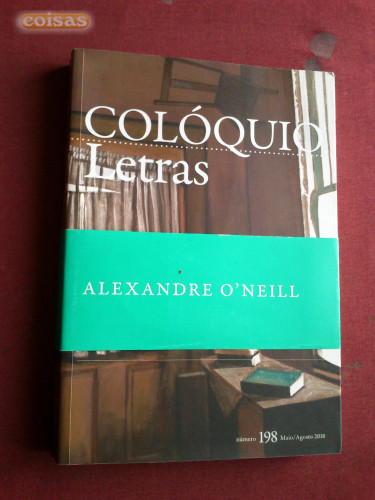 coisas
COLÓQUIO
Letras
ALEXANDRE O'NEILL
número 198 Maio/Agosto 2018